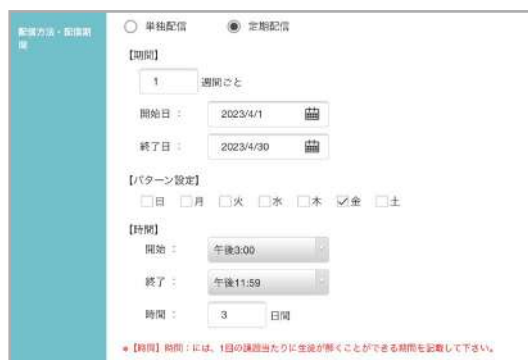 配信方法・配信期
間
単独配信 定期配信
【期間】
1 週間ごと
開始日 : 2023/4/1
終了日 : 2023/4/30
【パターン設定】
日 月 火 水 木 金 土
【時間】
開始 : 午後3:00
終了 : 午後11:59
時間 : 3 日間
※【時間】時間：には、1回の課題当たりに生徒が解くことができる期間を記載して下さい。